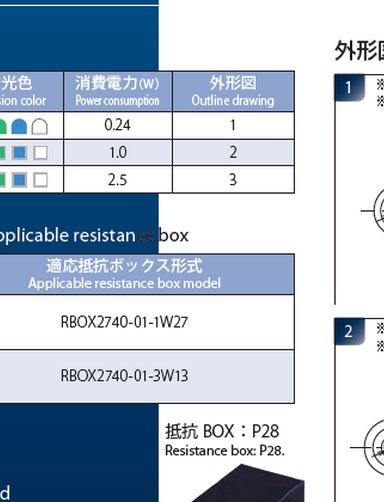 外形図
光色 消費電力(W) 外形図
sion color Power consumption Outline drawing
0.24 1
1.0 2
2.5 3
1
※
※
pplicable resistance box
適応抵抗ボックス形式
Applicable resistance box model
RBOX2740-01-1W27
RBOX2740-01-3W13
2
※
※
抵抗 BOX：P28
Resistance box: P28.
d